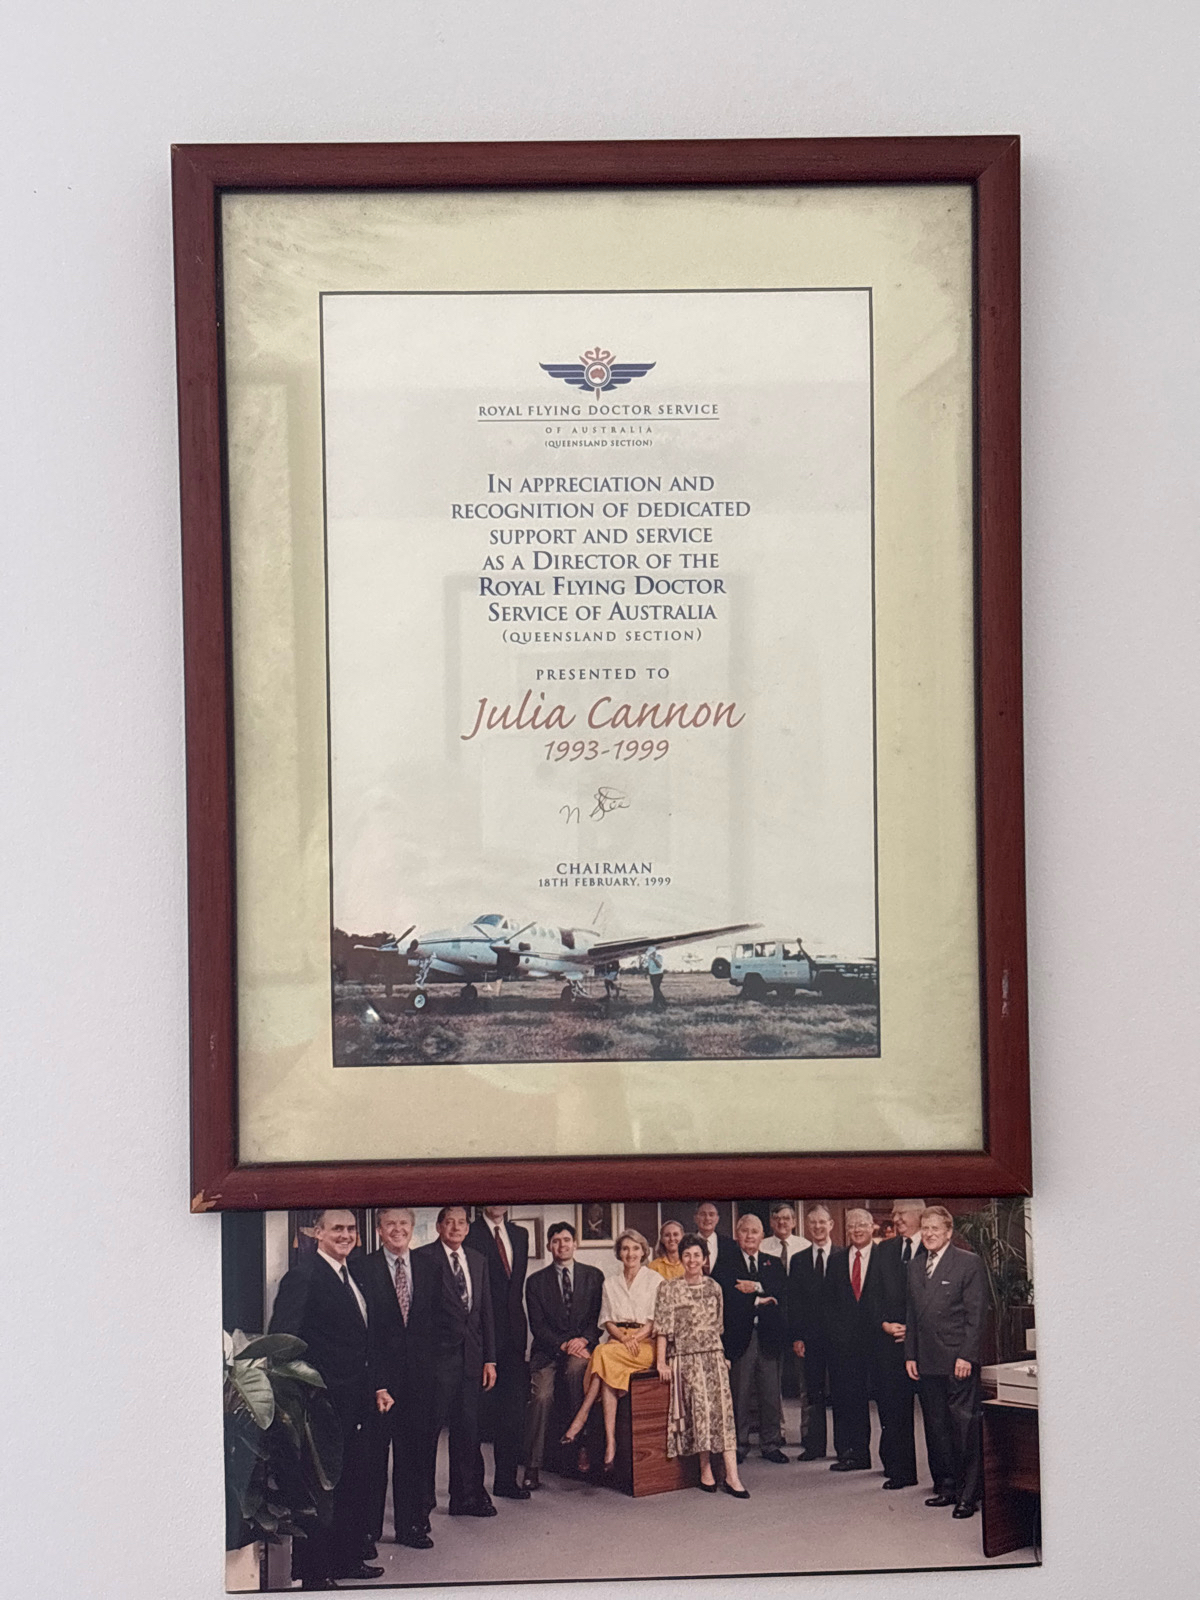 ROYAL FLYING DOCTOR SERVICE
OF AUSTRALIA
(QUEENSLAND SECTION)
IN APPRECIATION AND
RECOGNITION OF DEDICATED
SUPPORT AND SERVICE
AS A DIRECTOR OF THE
ROYAL FLYING DOCTOR
SERVICE OF AUSTRALIA
(QUEENSLAND SECTION)
PRESENTED TO
Julia Cannon
1993-1999
CHAIRMAN
18TH FEBRUARY, 1999